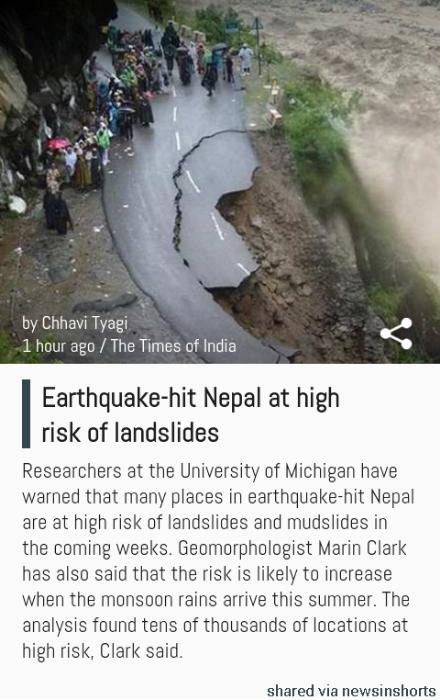 by Chhavi Tyagi
1 hour ago / The Times of India
Earthquake-hit Nepal at high
risk of landslides
Researchers at the University of Michigan have
warned that many places in earthquake-hit Nepal
are at high risk of landslides and mudslides in
the coming weeks. Geomorphologist Marin Clark
has also said that the risk is likely to increase
when the monsoon rains arrive this summer. The
analysis found tens of thousands of locations at
high risk, Clark said.
shared via newsinshorts